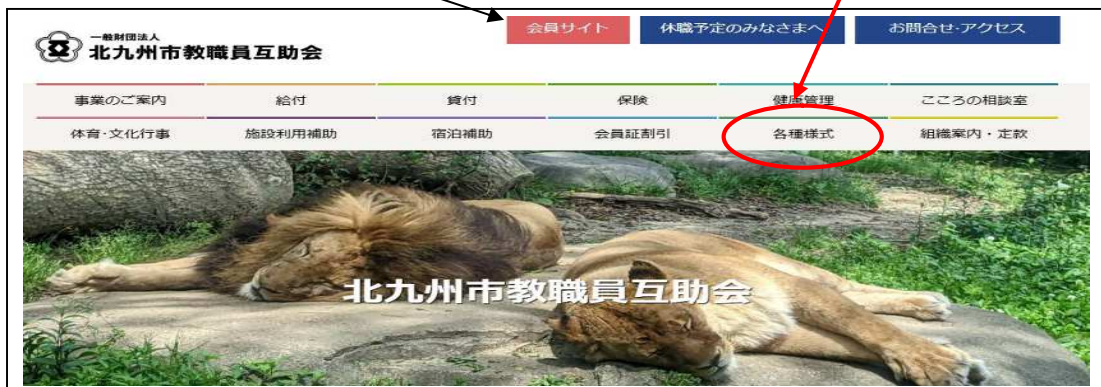 会員サイト 休職予定のみなさまへ お問合せ・アクセス
一般財団法人
北九州市教職員互助会
事業のご案内 給付 貸付 保険 健康管理 こころの相談室
体育・文化行事 施設利用補助 宿泊補助 会員証割引 各種様式 組織案内・定款
北九州市教職員互助会